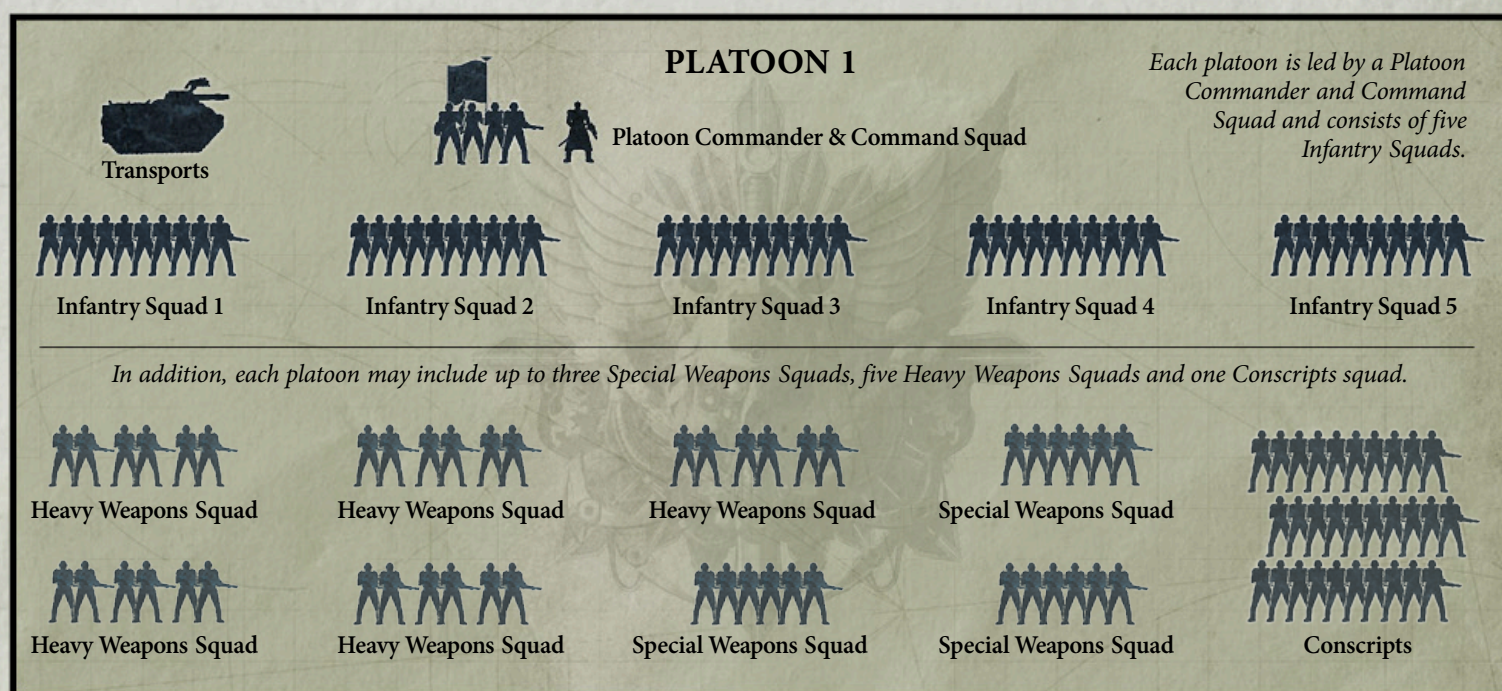 PLATOON 1
Each platoon is led by a Platoon
Commander and Command
Squad and consists of five
Infantry Squads.
Transports
Platoon Commander & Command Squad
Infantry Squad 1
Infantry Squad 2
Infantry Squad 3
Infantry Squad 4
Infantry Squad 5
In addition, each platoon may include up to three Special Weapons Squads, five Heavy Weapons Squads and one Conscripts squad.
Heavy Weapons Squad
Heavy Weapons Squad
Heavy Weapons Squad
Special Weapons Squad
Heavy Weapons Squad
Heavy Weapons Squad
Special Weapons Squad
Special Weapons Squad
Conscripts